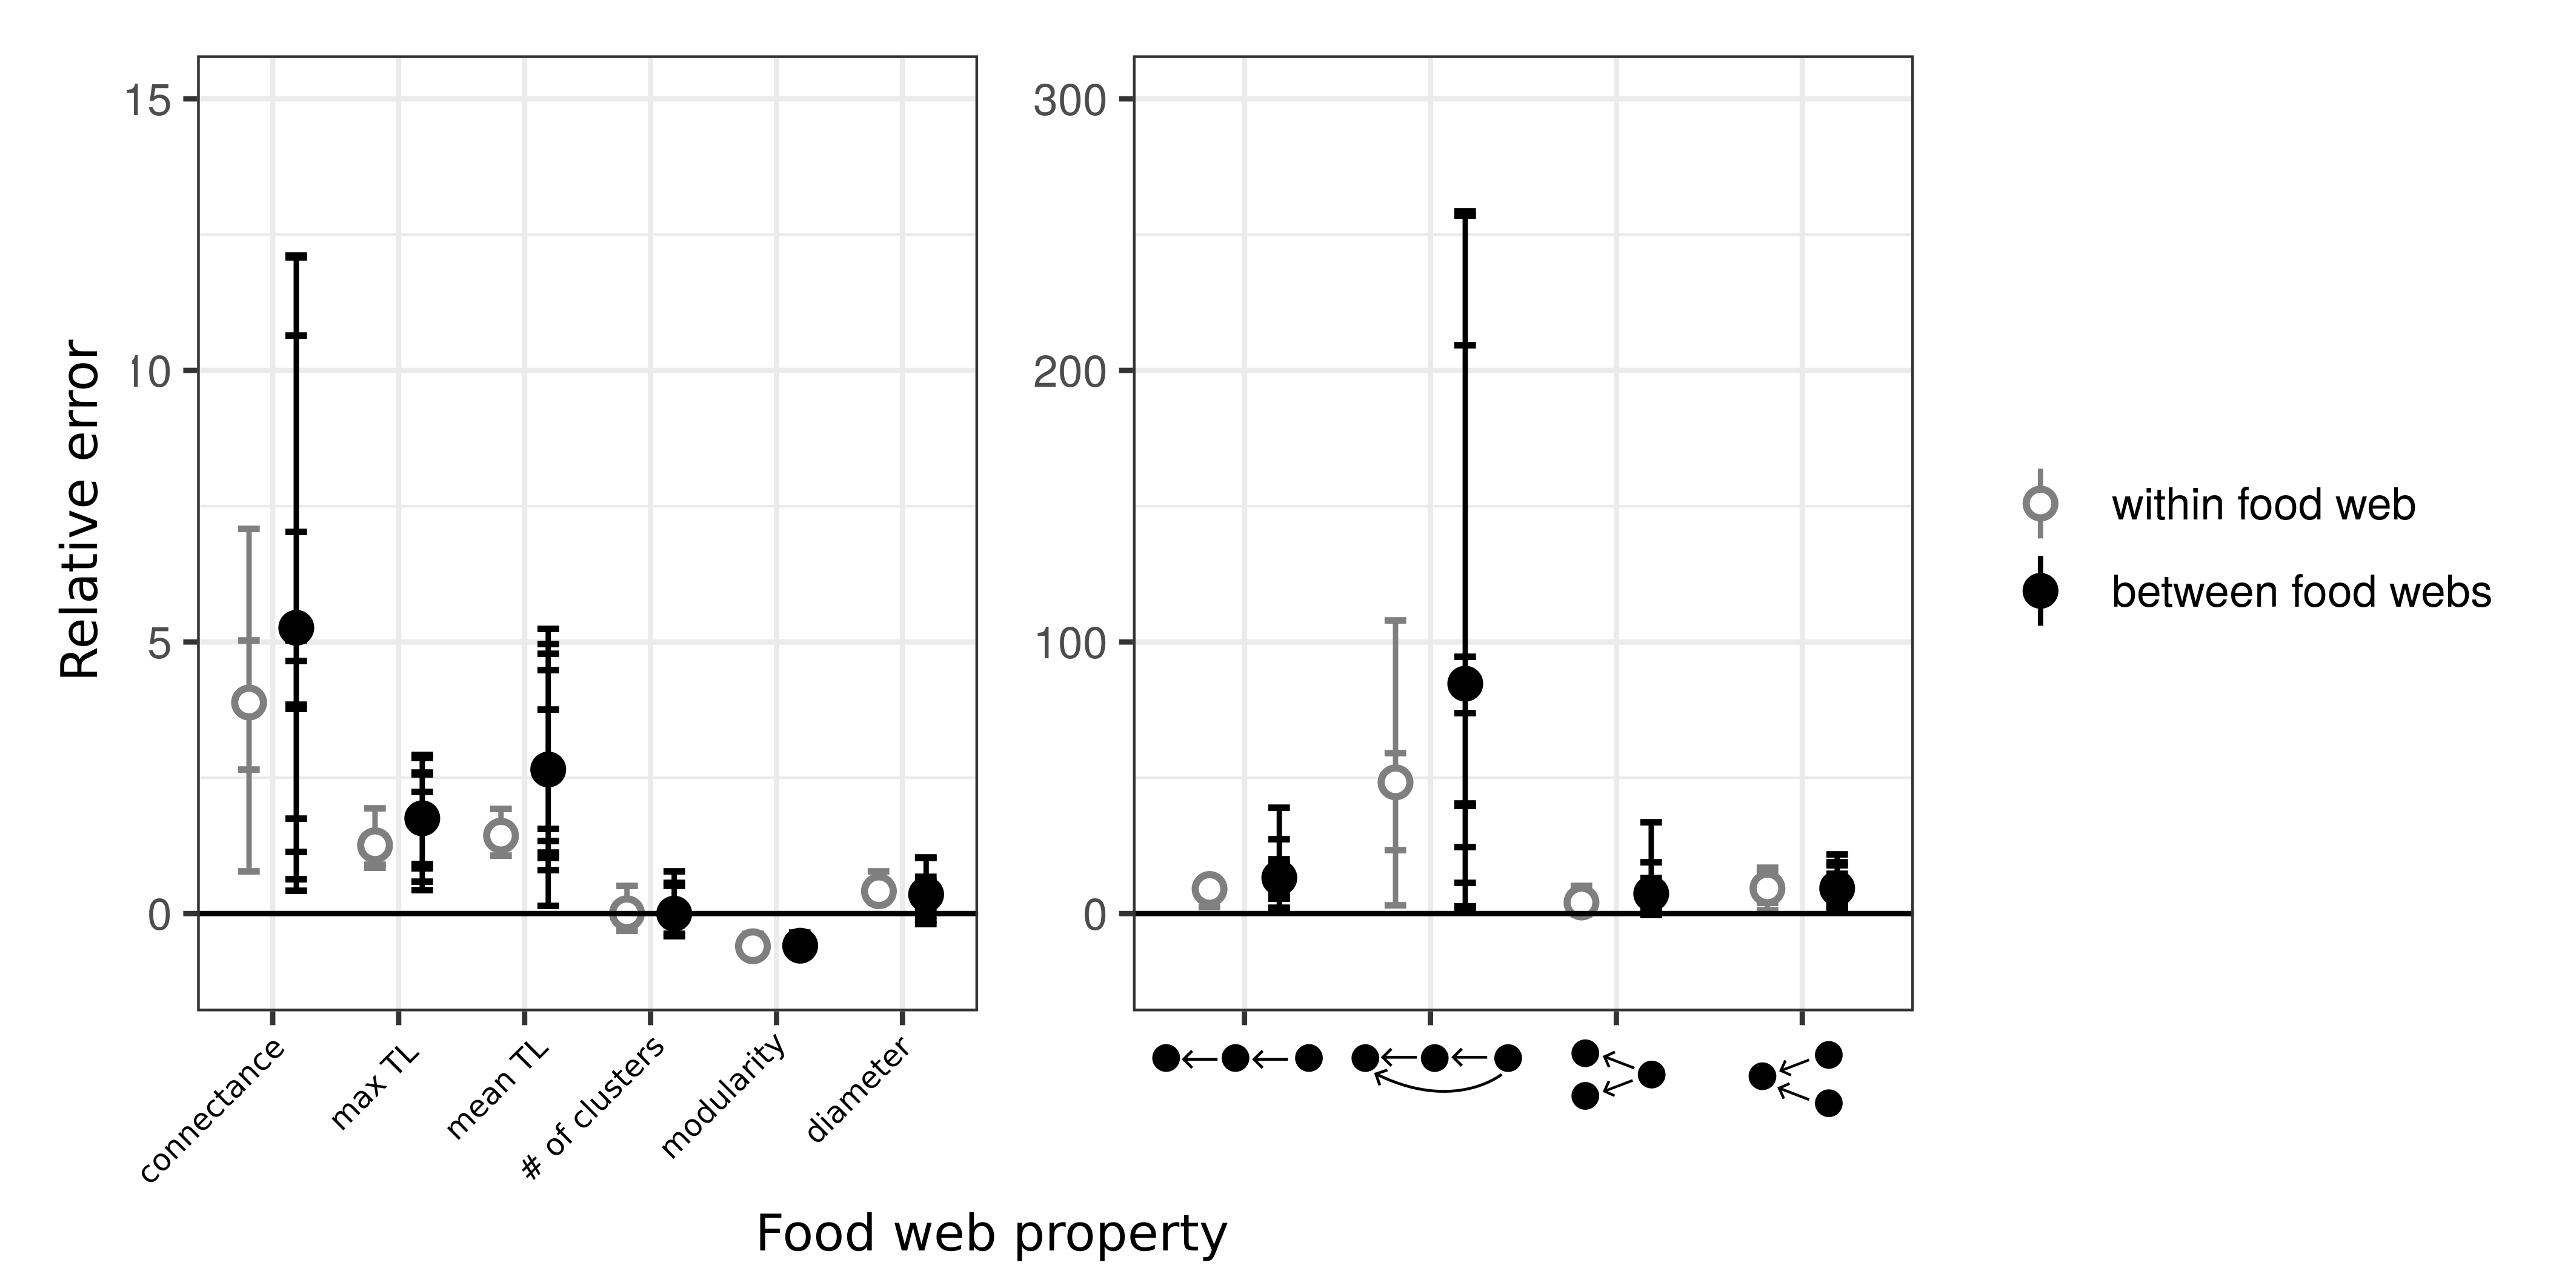 Relative error
15
10
5
0
connectance
max TL
mean TL
# of clusters
modularity
diameter
300
200
100
0
within food web
between food webs
Food web property